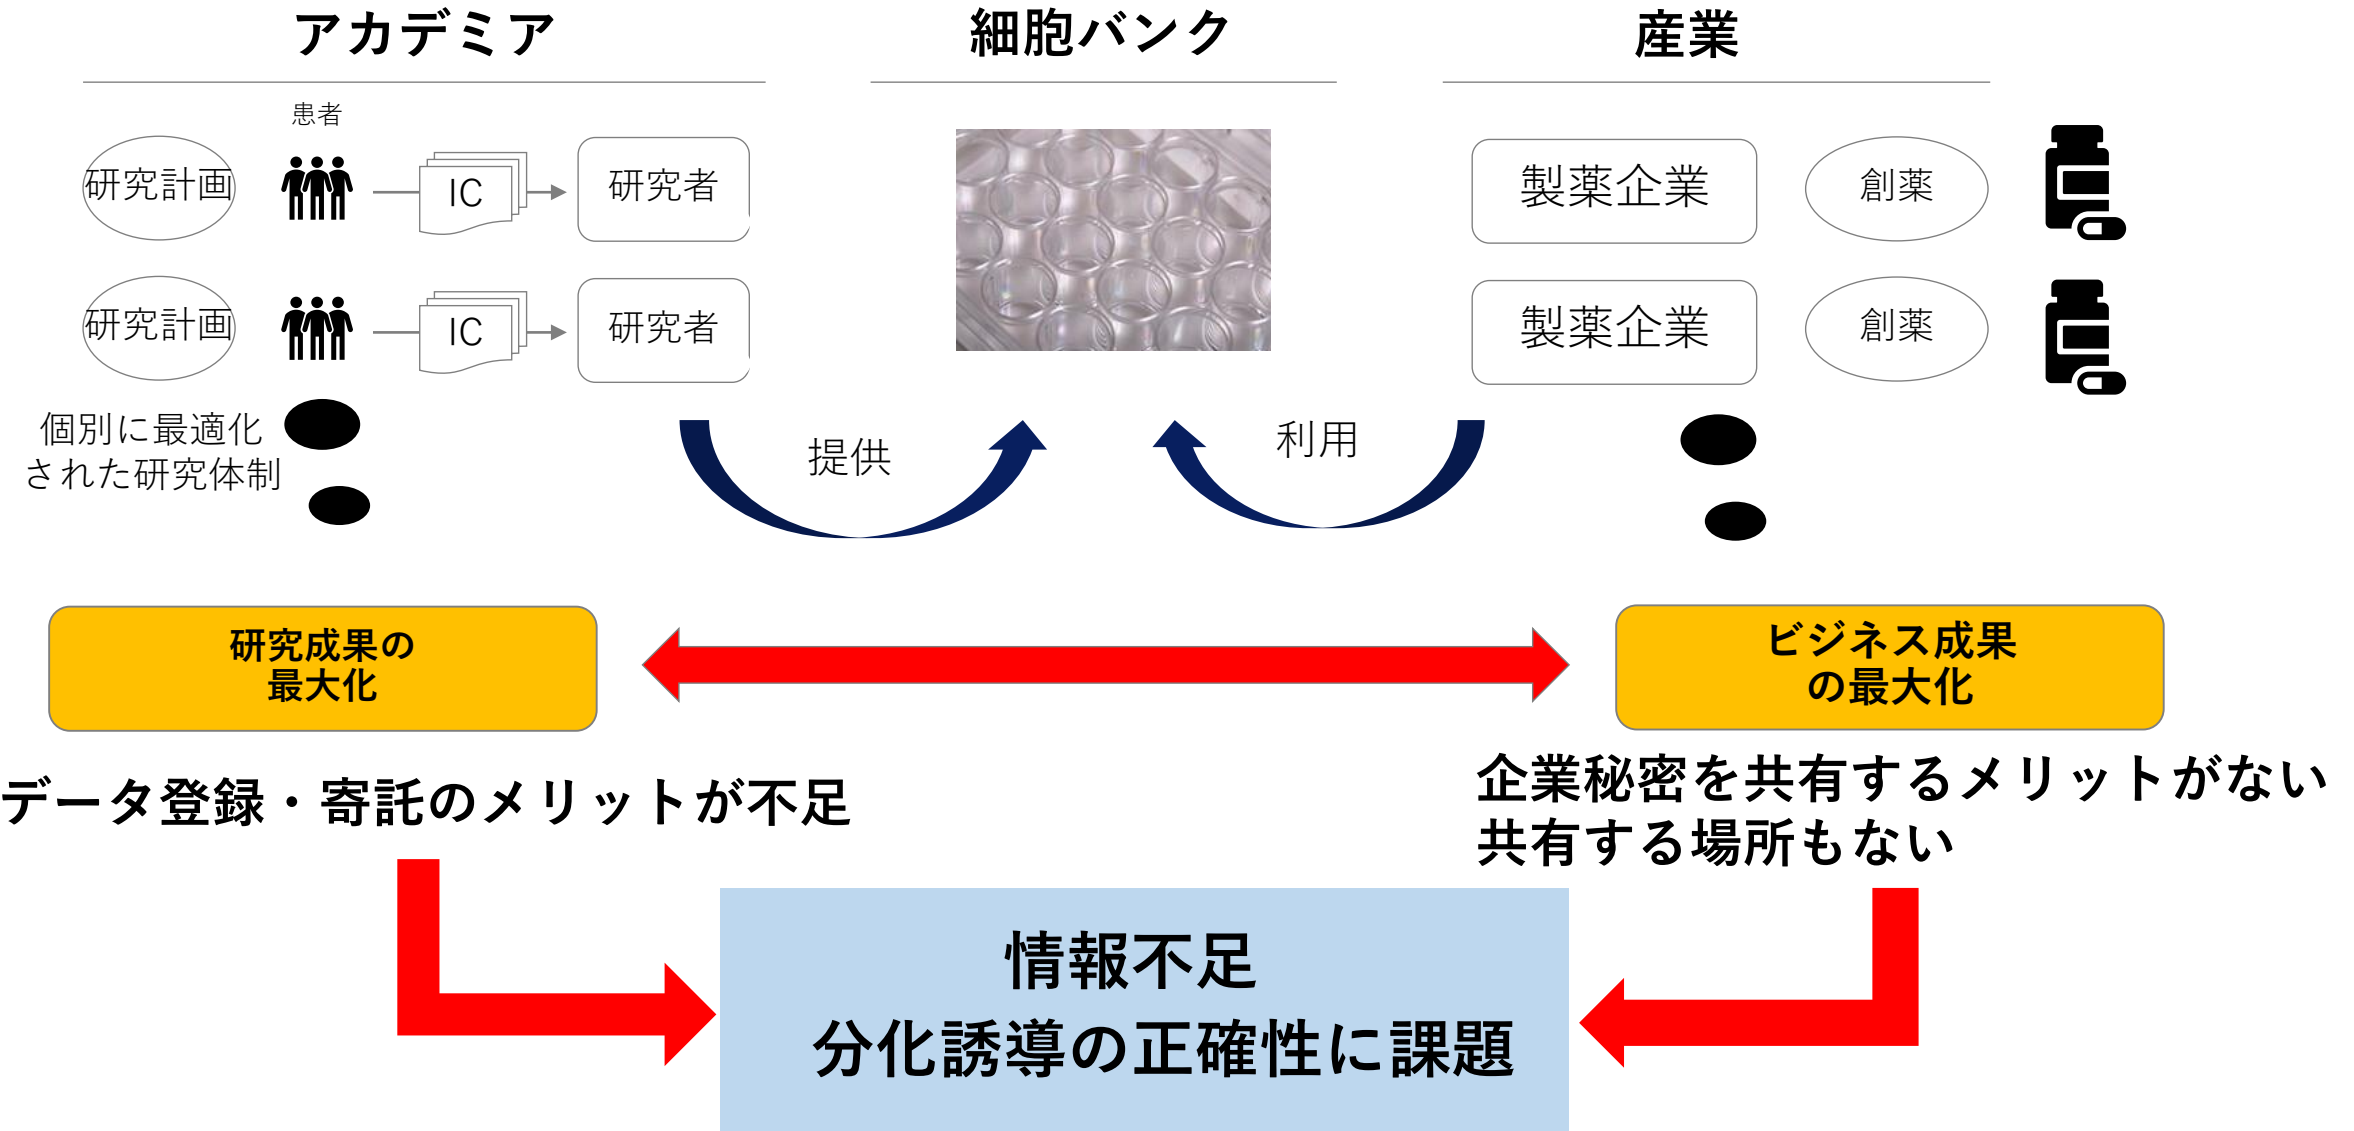 アカデミア
細胞バンク
産業
患者
研究計画
IC
研究者
製薬企業
創薬
研究計画
IC
研究者
製薬企業
創薬
個別に最適化
された研究体制
提供
利用
研究成果の
最大化
ビジネス成果
の最大化
データ登録・寄託のメリットが不足
企業秘密を共有するメリットがない
共有する場所もない
情報不足
分化誘導の正確性に課題